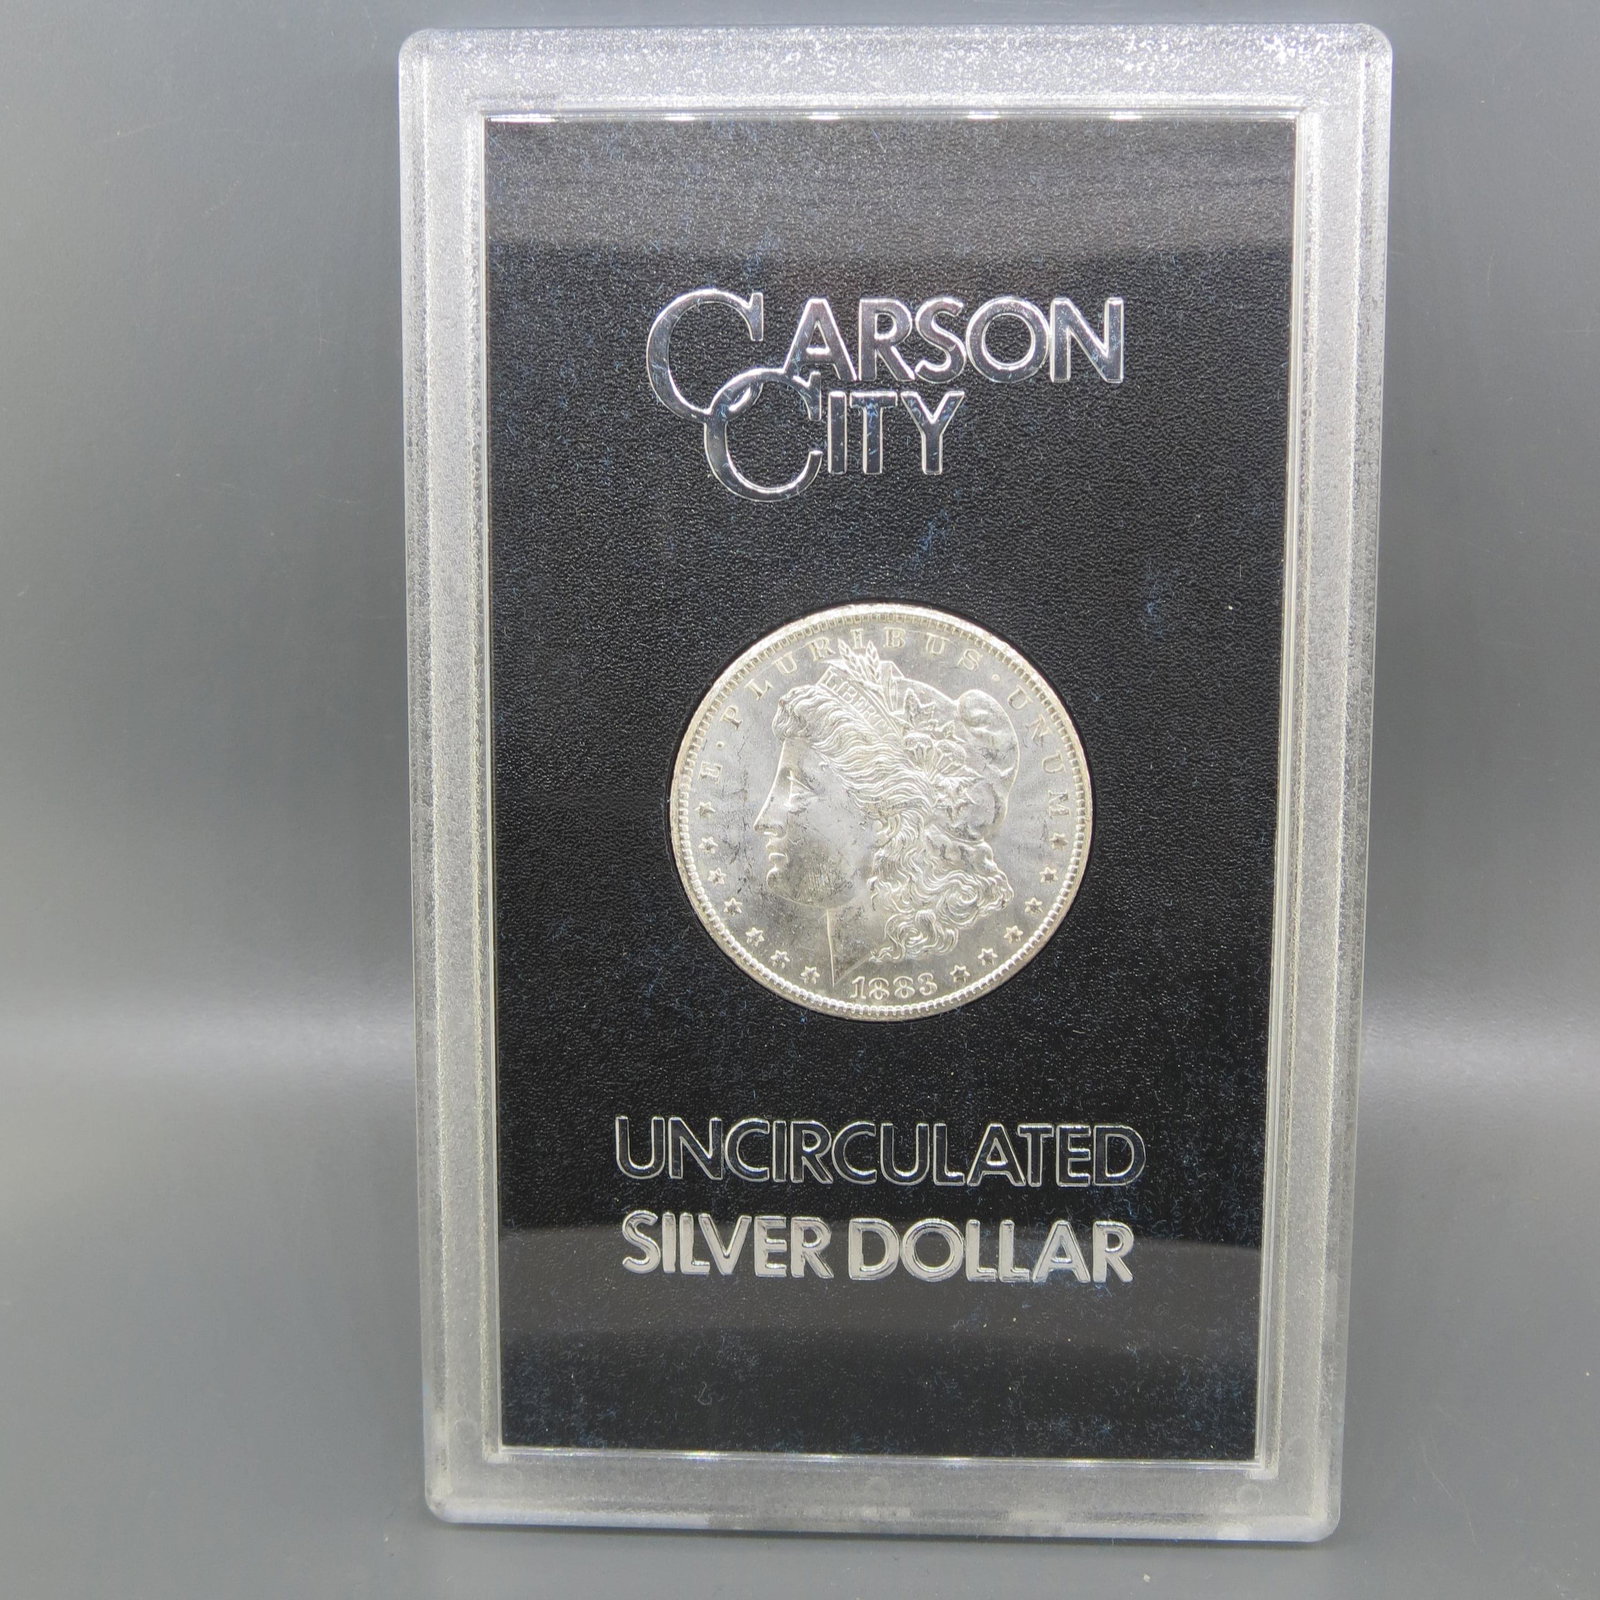 CARSON
CITY
E · PLURIBUS · UNUM
LIBERTY
1883
UNCIRCULATED
SILVER DOLLAR